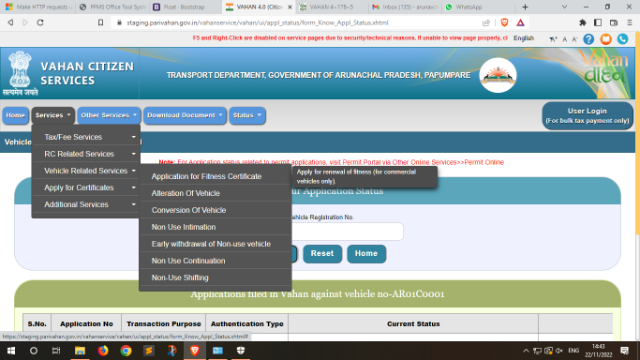 Make HTTP requests
PPMS Office Tool Syst
Float · Bootstrap
VAHAN 4.0 (Citize
VAHAN 4--176-5
Inbox (123) - anandkr
WhatsApp
staging.parivahan.gov.in/vahanservice/vahan/ui/appl_status/form_Know_Appl_Status.xhtml
F5 and Right-Click are disabled on service pages due to security/technical reasons. If unable to view page properly, cl
English
A+ A A-
VAHAN CITIZEN
SERVICES
सत्यमेव जयते
TRANSPORT DEPARTMENT, GOVERNMENT OF ARUNACHAL PRADESH, PAPUMPARE
Home
Services
Other Services
Download Document
Status
User Login
(For bulk tax payment only)
Vehicle
Tax/Fee Services
RC Related Services
Vehicle Related Services
Apply for Certificates
Additional Services
Note: For Application status related to permit applications, visit Permit Portal via Other Online Services>>Permit Online
Application for Fitness Certificate
Alteration Of Vehicle
Conversion Of Vehicle
Non Use Intimation
Early withdrawal of Non-use vehicle
Non Use Continuation
Non-Use Shifting
Apply for renewal of fitness (for commercial
vehicles only)
ur Application Status
ehicle Registration No.
Reset
Home
Applications filed in Vahan against vehicle no-AR01C0001
S.No.
Application No
Transaction Purpose
Authentication Type
Current Status
https://staging.parivahan.gov.in/vahanservice/vahan/ui/appl_status/form_Know_Appl_Status.xhtml#
ENG
14:43
22/11/2022